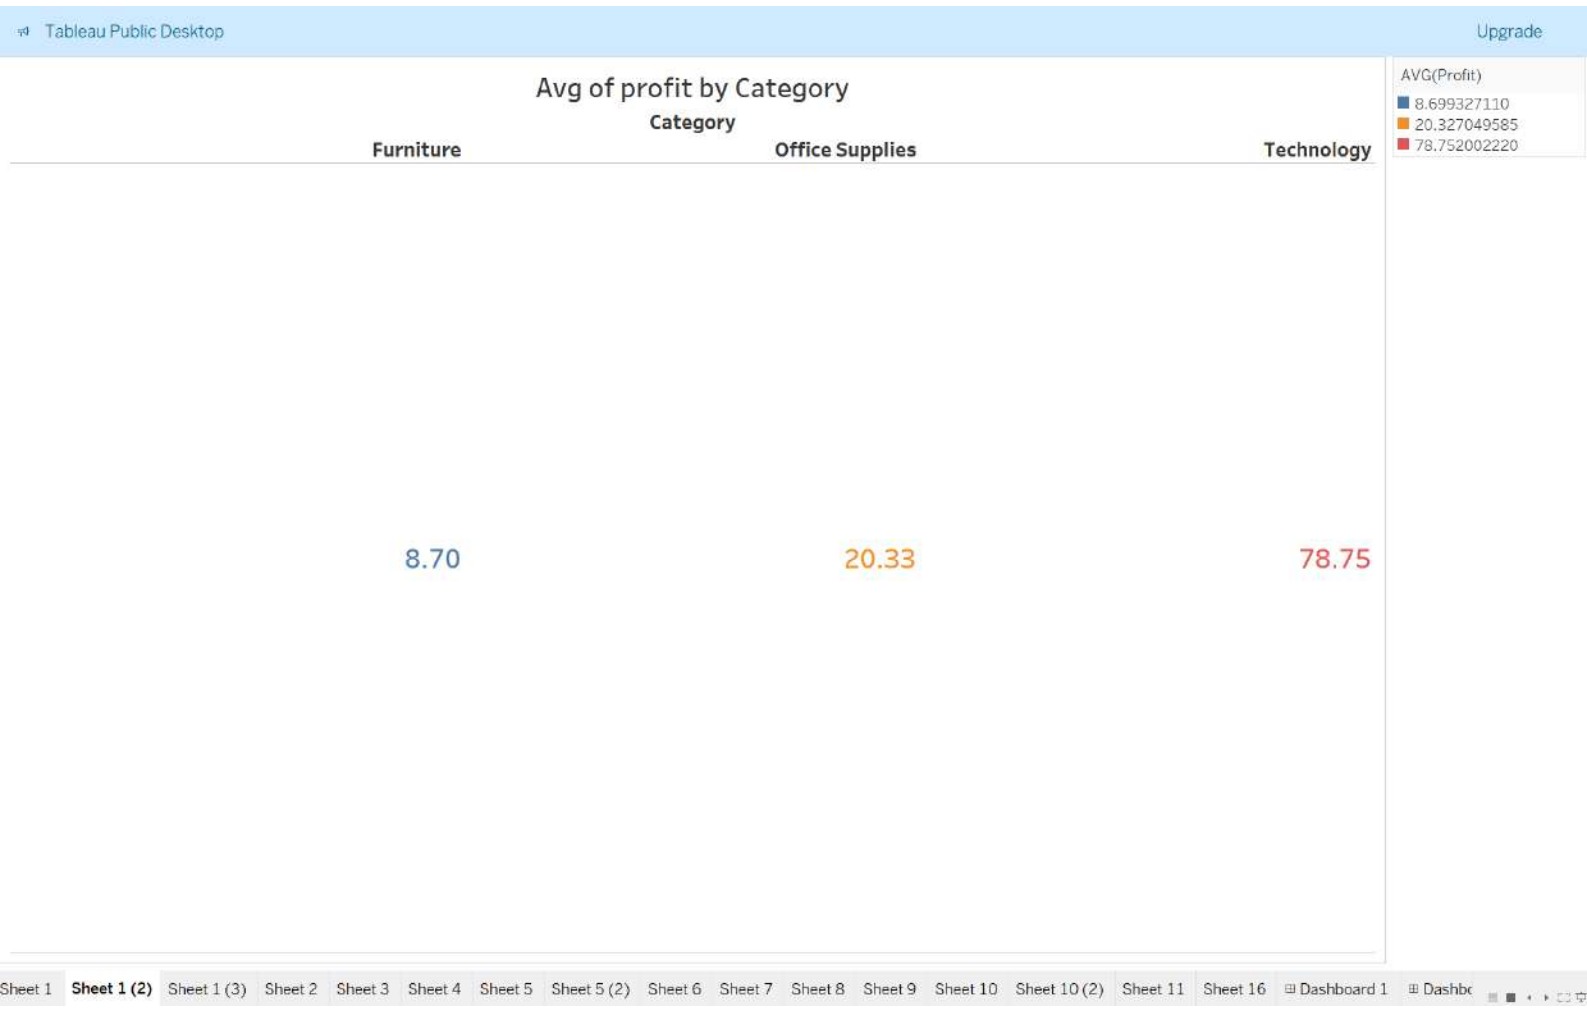 Tableau Public Desktop
Upgrade
Avg of profit by Category
Category
Furniture Office Supplies Technology
8.70 20.33 78.75
AVG(Profit)
8.699327110
20.327049585
78.752002220
Sheet 1 Sheet 1 (2) Sheet 1 (3) Sheet 2 Sheet 3 Sheet 4 Sheet 5 Sheet 5 (2) Sheet 6 Sheet 7 Sheet 8 Sheet 9 Sheet 10 Sheet 10 (2) Sheet 11 Sheet 16 Dashboard 1 Dashbo